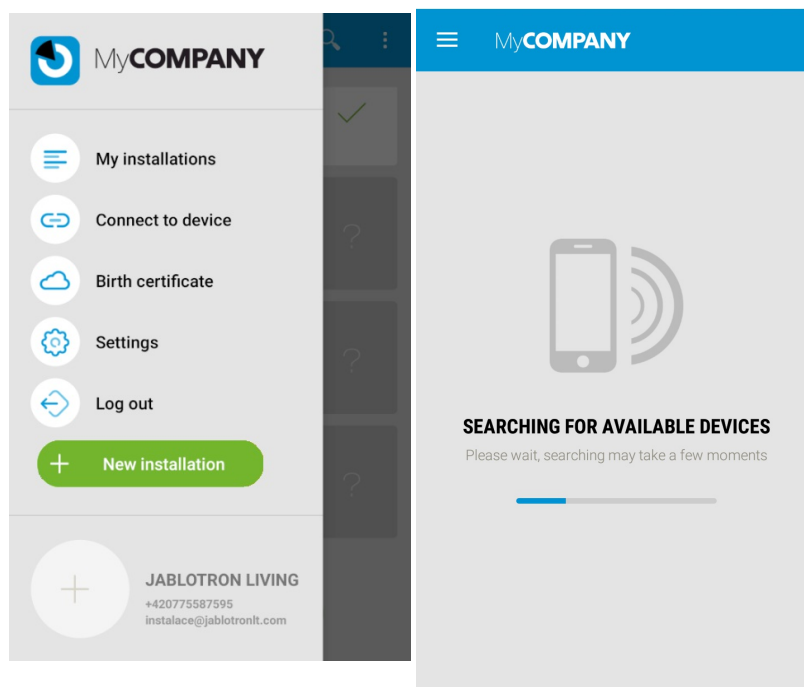 MyCOMPANY
My installations
Connect to device
Birth certificate
Settings
Log out
+ New installation
JABLOTRON LIVING
+420775587595
instalace@jablotronlt.com
?
?
?
MyCOMPANY
SEARCHING FOR AVAILABLE DEVICES
Please wait, searching may take a few moments